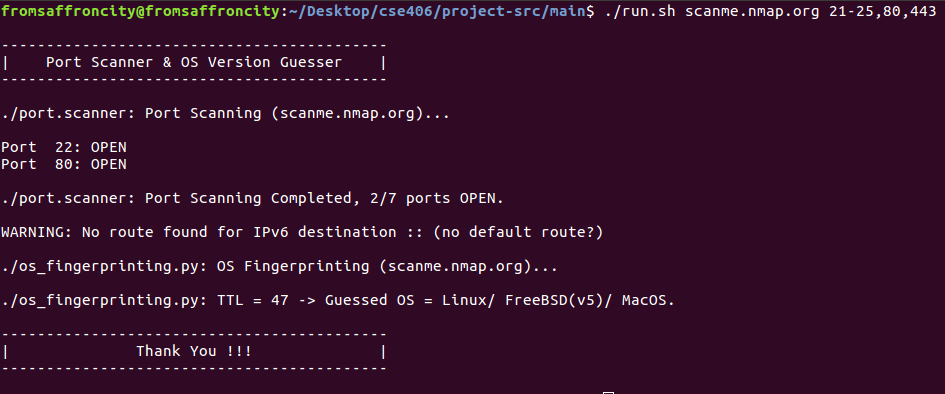 fromsaffroncity@fromsaffroncity:~/Desktop/cse406/project-src/main$ ./run.sh scanme.nmap.org 21-25,80,443
-------------------------------------------
|    Port Scanner & OS Version Guesser    |
-------------------------------------------
./port.scanner: Port Scanning (scanme.nmap.org)...
Port  22: OPEN
Port  80: OPEN
./port.scanner: Port Scanning Completed, 2/7 ports OPEN.
WARNING: No route found for IPv6 destination :: (no default route?)
./os_fingerprinting.py: OS Fingerprinting (scanme.nmap.org)...
./os_fingerprinting.py: TTL = 47 -> Guessed OS = Linux/ FreeBSD(v5)/ MacOS.
-------------------------------------------
|              Thank You !!!              |
-------------------------------------------